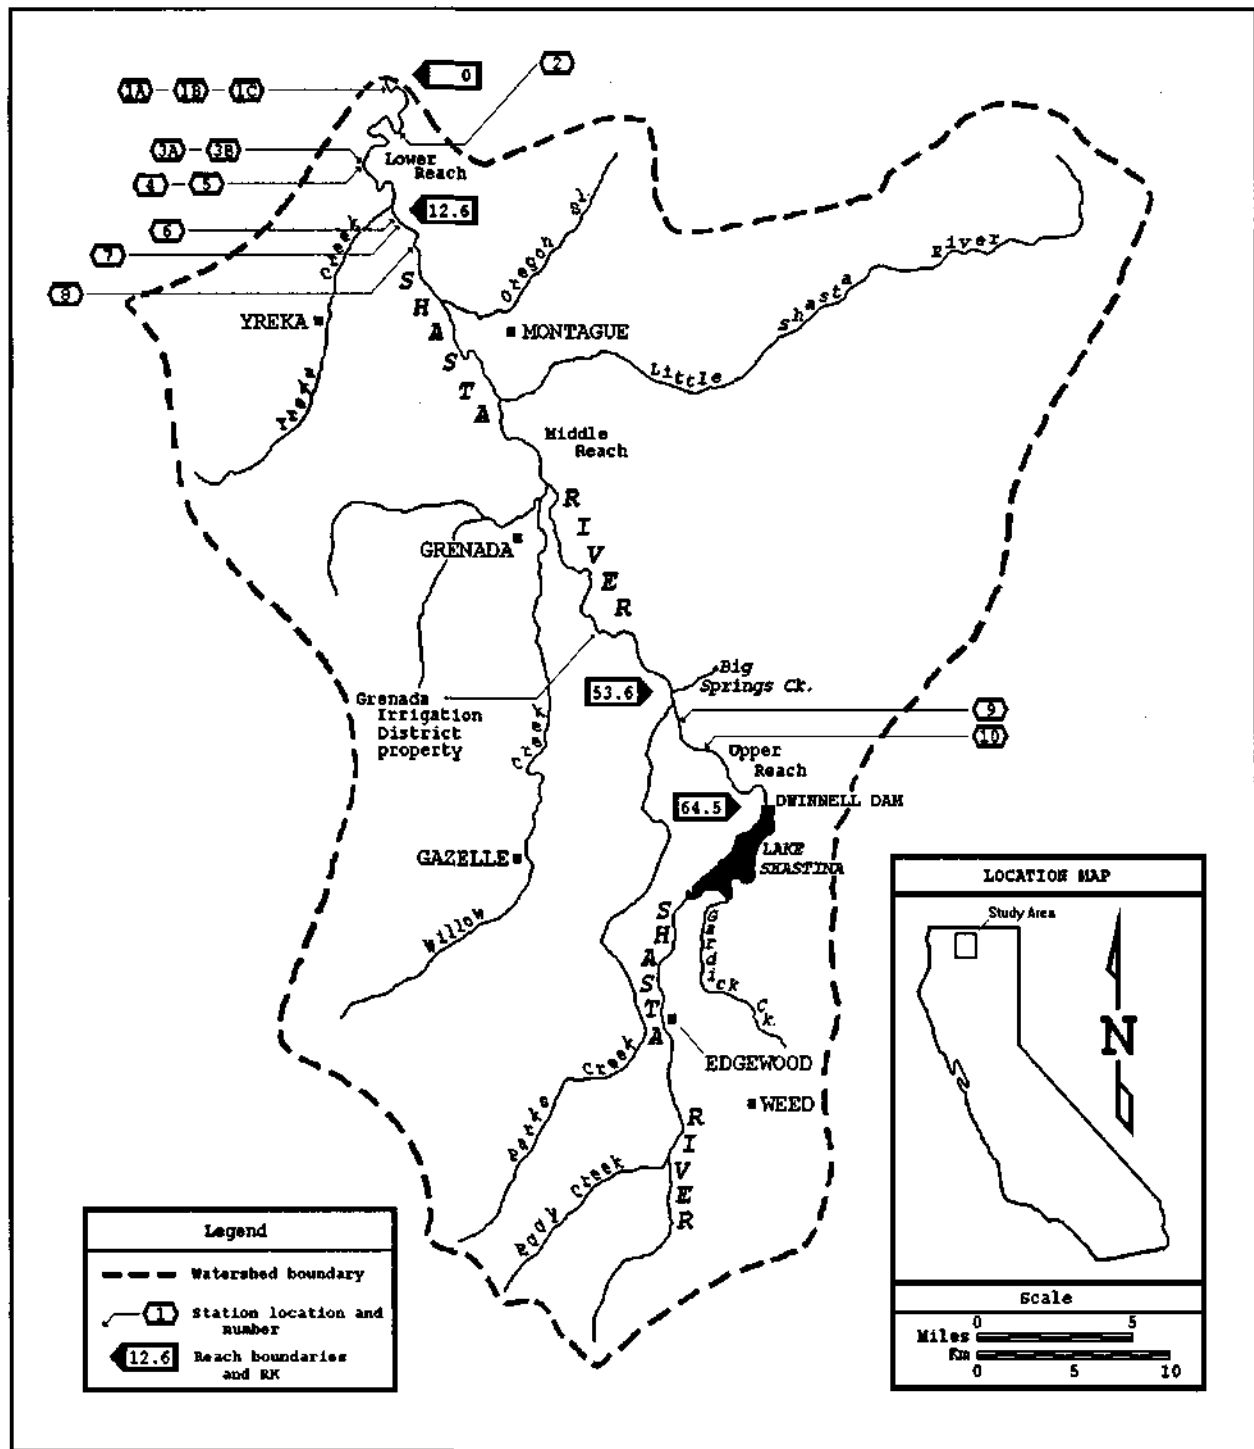 0
2
1A 1B 1C
3A 3B
Lower
Reach
4 5
12.6
6
7
8
Creek
Yreka
Oregon Sl.
Little Shasta River
YREKA
MONTAGUE
SHASTA
RIVER
Middle
Reach
GRENADA
Big
Springs Ck.
53.6
Grenada
Irrigation
District
property
9
10
Upper
Reach
64.5
DWINNELL DAM
LAKE
SHASTINA
Creek
Willow
GAZELLE
SHASTA
RIVER
Ck.
EDGEWOOD
WEED
Parks Creek
Creek
LOCATION MAP
Study Area
N
Scale
0 5
Miles
Km
0 5 10
Legend
Watershed boundary
1 Station location and
number
12.6 Reach boundaries
and RK